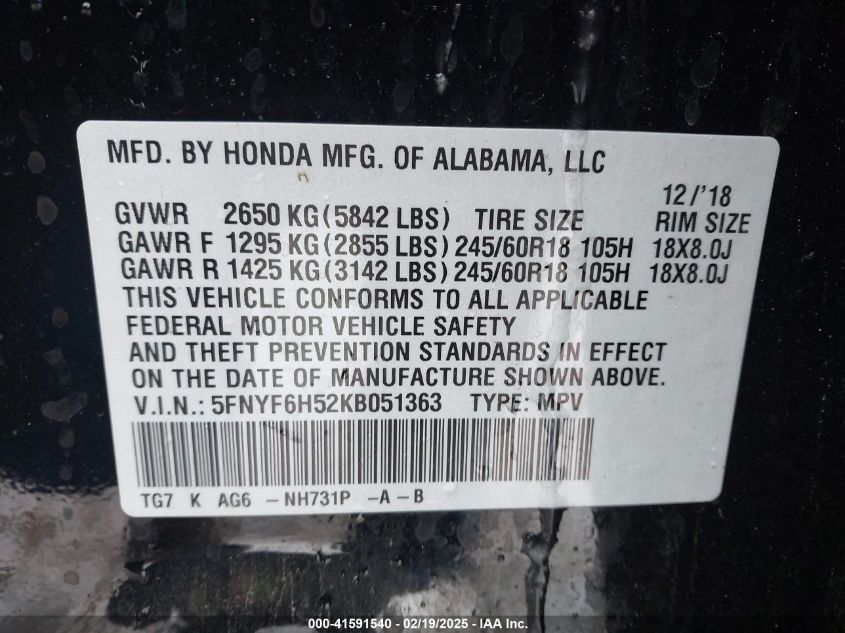 MFD. BY HONDA MFG. OF ALABAMA, LLC
12/'18
GVWR 2650 KG (5842 LBS) TIRE SIZE RIM SIZE
GAWR F 1295 KG (2855 LBS) 245/60R18 105H 18X8.0J
GAWR R 1425 KG (3142 LBS) 245/60R18 105H 18X8.0J
THIS VEHICLE CONFORMS TO ALL APPLICABLE
FEDERAL MOTOR VEHICLE SAFETY
AND THEFT PREVENTION STANDARDS IN EFFECT
ON THE DATE OF MANUFACTURE SHOWN ABOVE.
V.I.N.: 5FNYF6H52KB051363 TYPE: MPV
TG7 K AG6 -NH731P -A-B
000-41591540 - 02/19/2025 - IAA Inc.